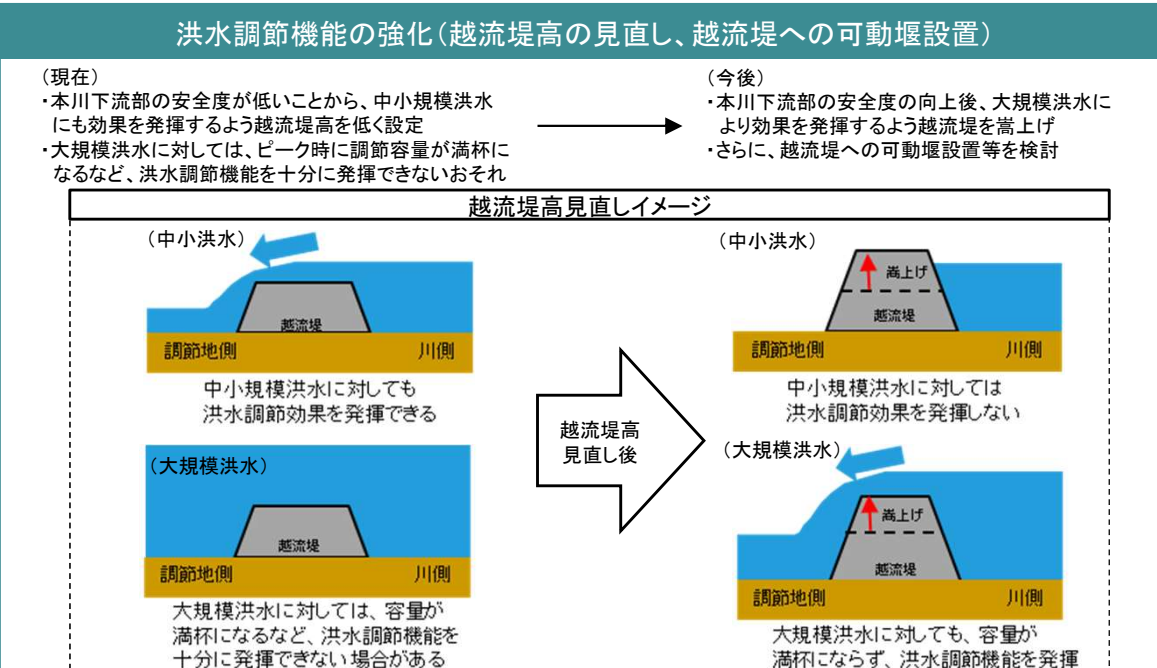 洪水調節機能の強化(越流堤高の見直し、越流堤への可動堰設置)
(現在)
・本川下流部の安全度が低いことから、中小規模洪水
にも効果を発揮するよう越流堤高を低く設定
・大規模洪水に対しては、ピーク時に調節容量が満杯に
なるなど、洪水調節機能を十分に発揮できないおそれ
(今後)
・本川下流部の安全度の向上後、大規模洪水に
より効果を発揮するよう越流堤を嵩上げ
・さらに、越流堤への可動堰設置等を検討
越流堤高見直しイメージ
(中小洪水)
越流堤
調節地側
川側
中小規模洪水に対しても
洪水調節効果を発揮できる
(大規模洪水)
越流堤
調節地側
川側
大規模洪水に対しては、容量が
満杯になるなど、洪水調節機能を
十分に発揮できない場合がある
越流堤高
見直し後
(中小洪水)
嵩上げ
越流堤
調節地側
川側
中小規模洪水に対しては
洪水調節効果を発揮しない
(大規模洪水)
嵩上げ
越流堤
調節地側
川側
大規模洪水に対しても、容量が
満杯にならず、洪水調節機能を発揮